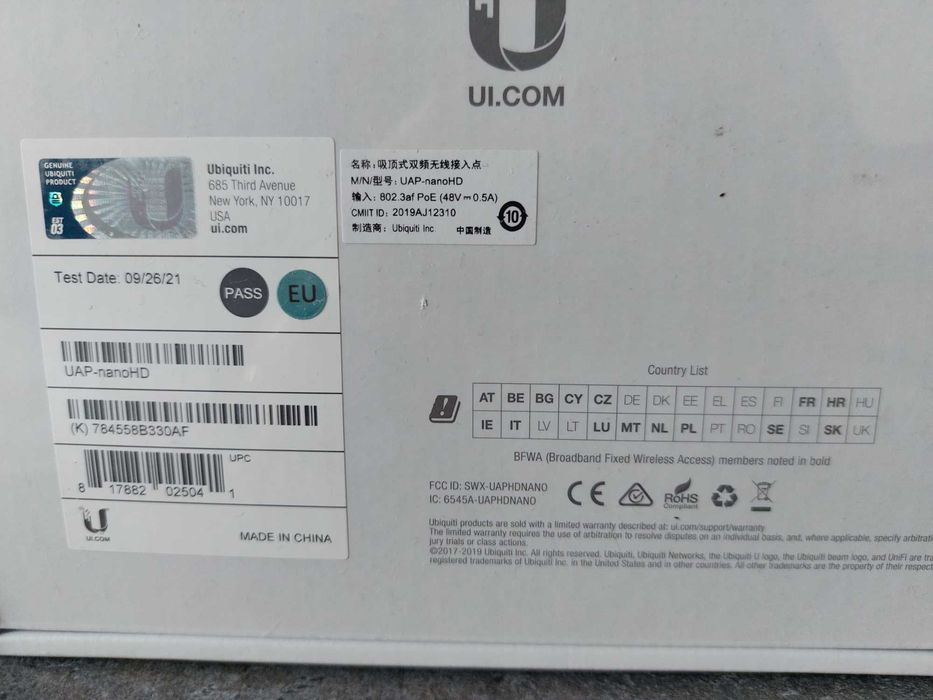 UI.COM
GENUINE
UBIQUITI
PRODUCT
EST
03
Ubiquiti Inc.
685 Third Avenue
New York, NY 10017
USA
ui.com
名称：吸顶式双频无线接入点
M/N/型号：UAP-nanoHD
输入：802.3af PoE (48V⎓0.5A)
CMIIT ID：2019AJ12310
制造商：Ubiquiti Inc. 中国制造
10
Test Date: 09/26/21
PASS
EU
UAP-nanoHD
(K) 784558B330AF
UPC
8 17882 02504 1
UI.COM
MADE IN CHINA
Country List
AT BE BG CY CZ DE DK EE EL ES FI FR HR HU
IE IT LV LT LU MT NL PL PT RO SE SI SK UK
BFWA (Broadband Fixed Wireless Access) members noted in bold
FCC ID: SWX-UAPHDNANO
IC: 6545A-UAPHDNANO
CE
RoHS
Compliant
Ubiquiti products are sold with a limited warranty described at: ui.com/support/warranty
The limited warranty requires the use of arbitration to resolve disputes on an individual basis, and, where applicable, specify arbitrati
jury trials or class actions.
©2017-2019 Ubiquiti Inc. All rights reserved. Ubiquiti, Ubiquiti Networks, the Ubiquiti U logo, the Ubiquiti beam logo, and UniFi are tra
registered trademarks of Ubiquiti Inc. in the United States and in other countries. All other trademarks are the property of their respect